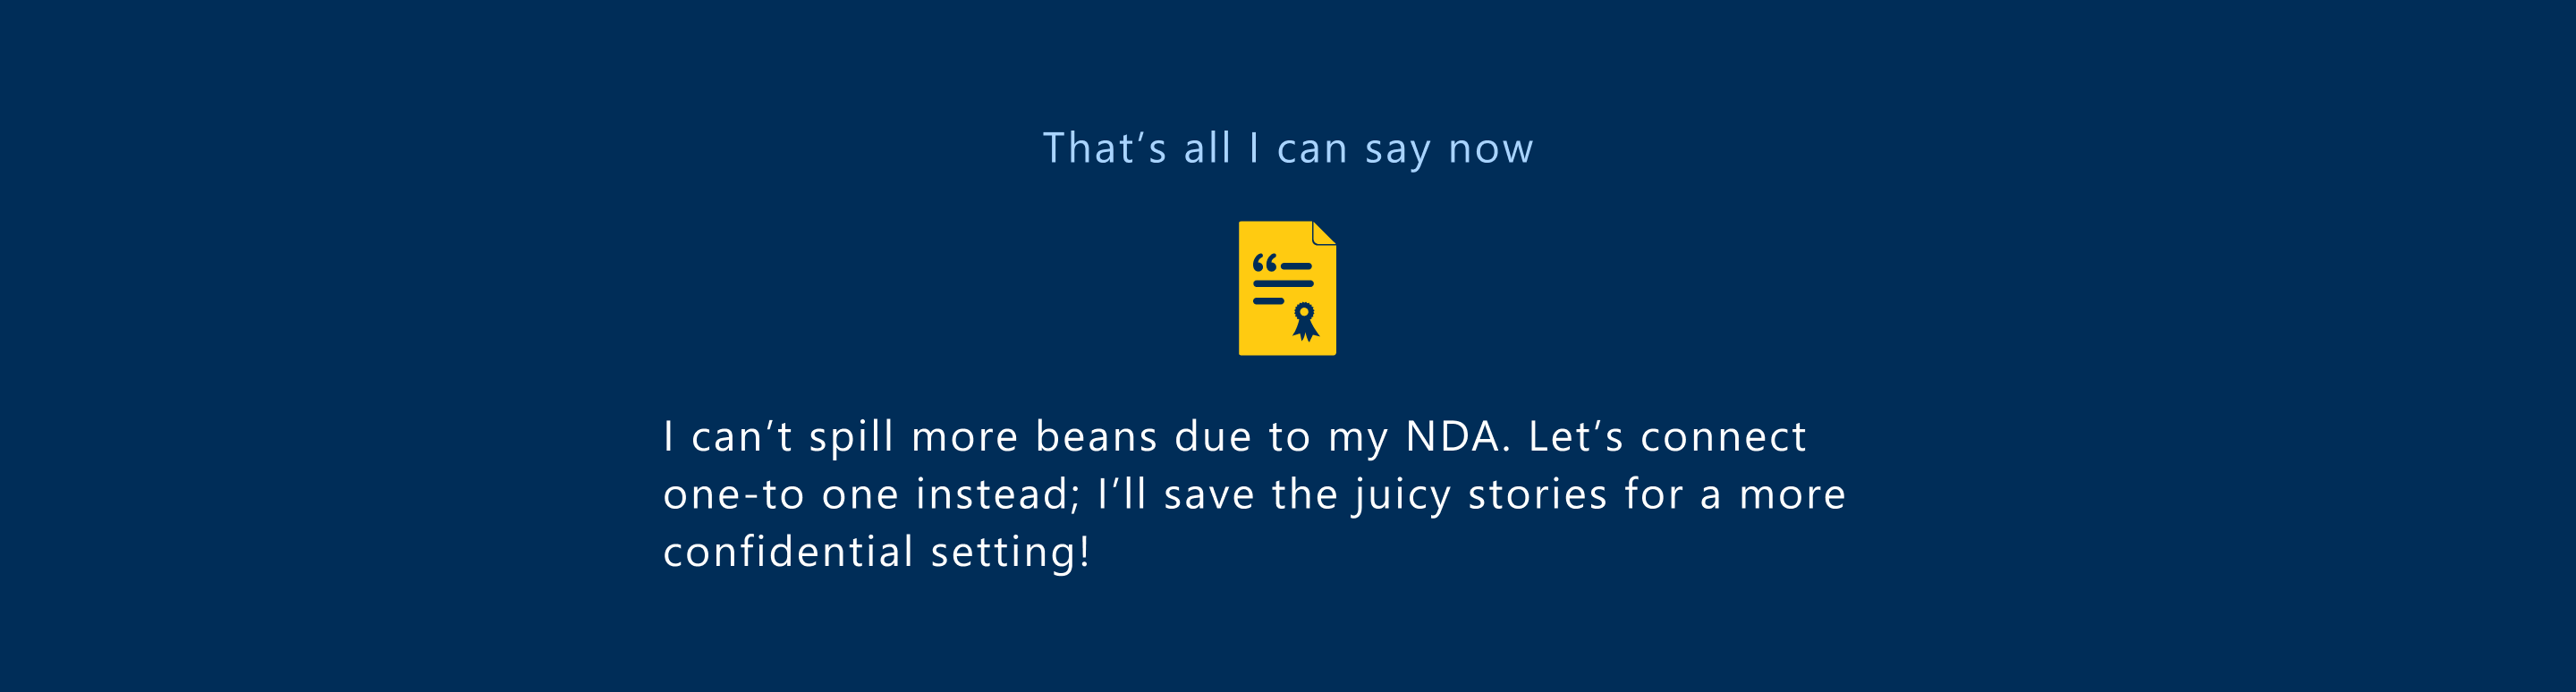 That’s all I can say now
I can’t spill more beans due to my NDA. Let’s connect
one-to one instead; I’ll save the juicy stories for a more
confidential setting!